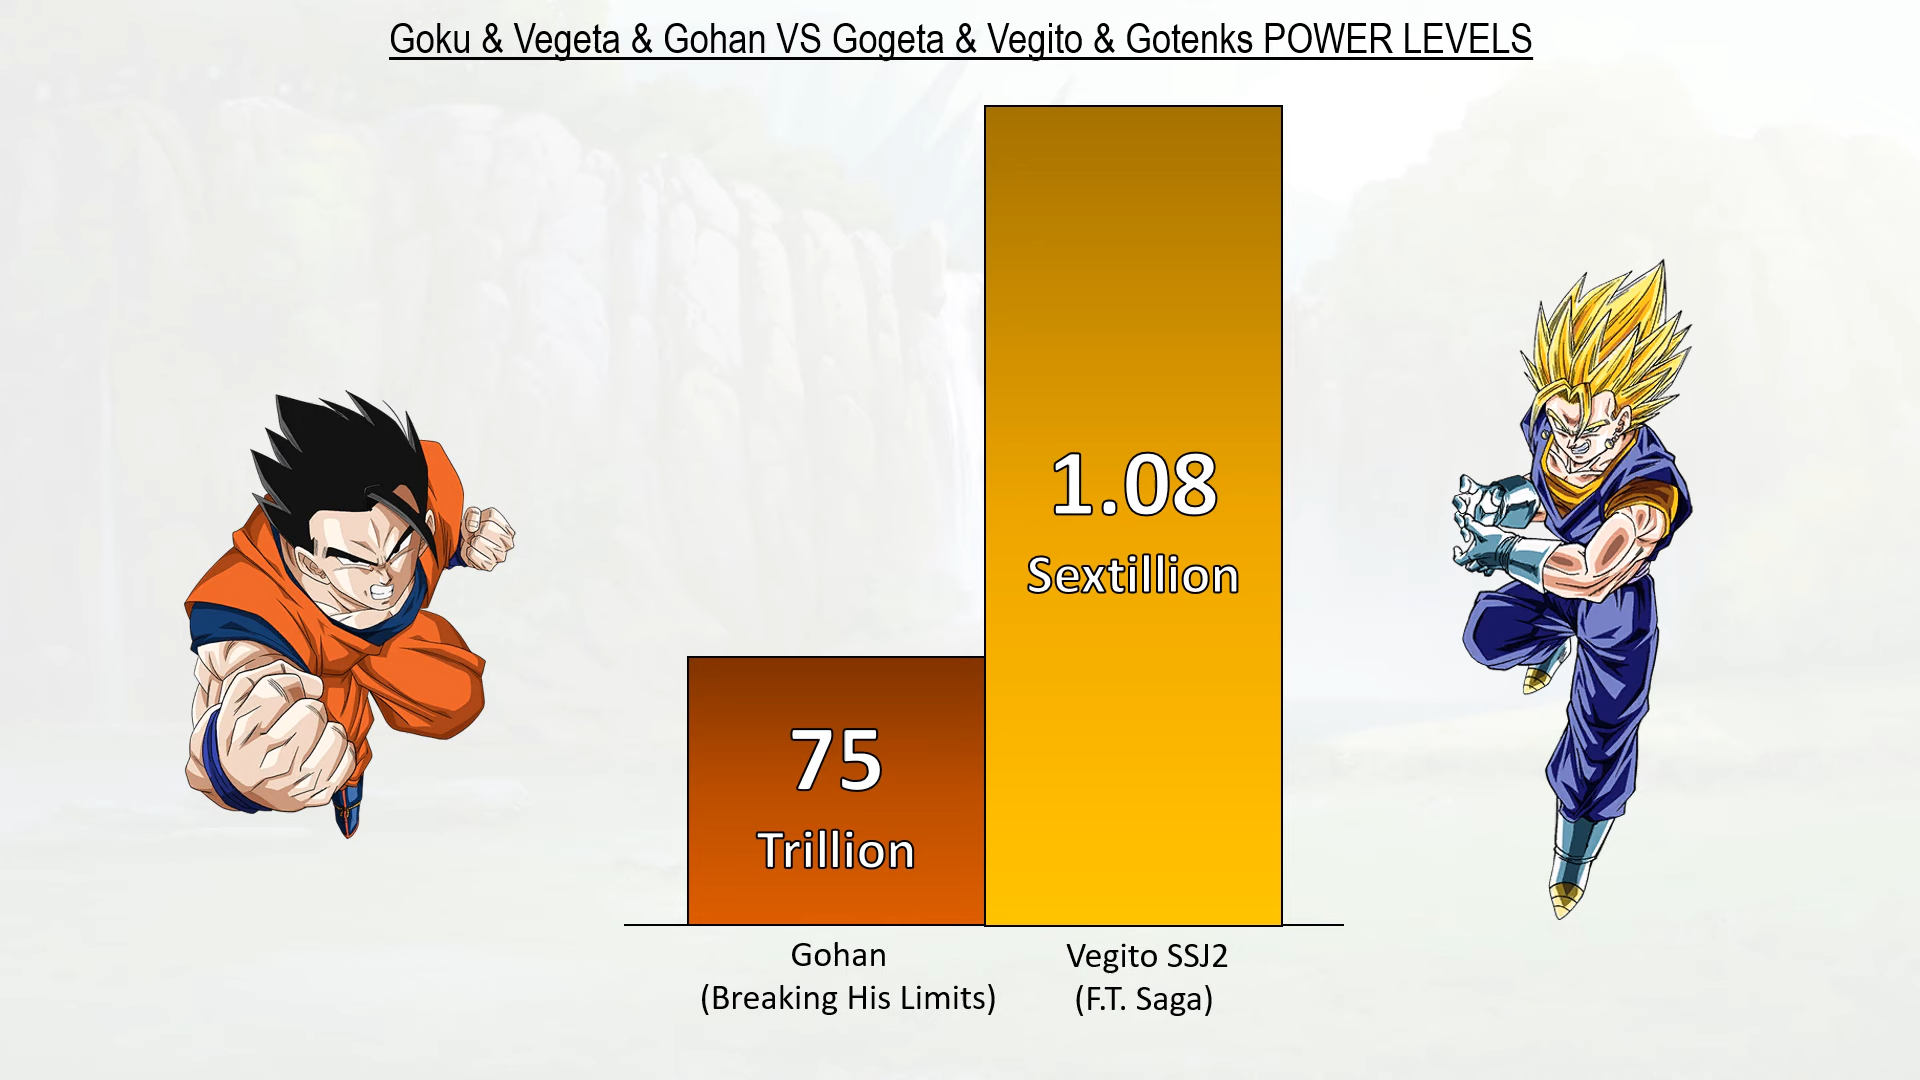 Goku & Vegeta & Gohan VS Gogeta & Vegito & Gotenks POWER LEVELS
1.08
Sextillion
75
Trillion
Gohan
(Breaking His Limits)
Vegito SSJ2
(F.T. Saga)